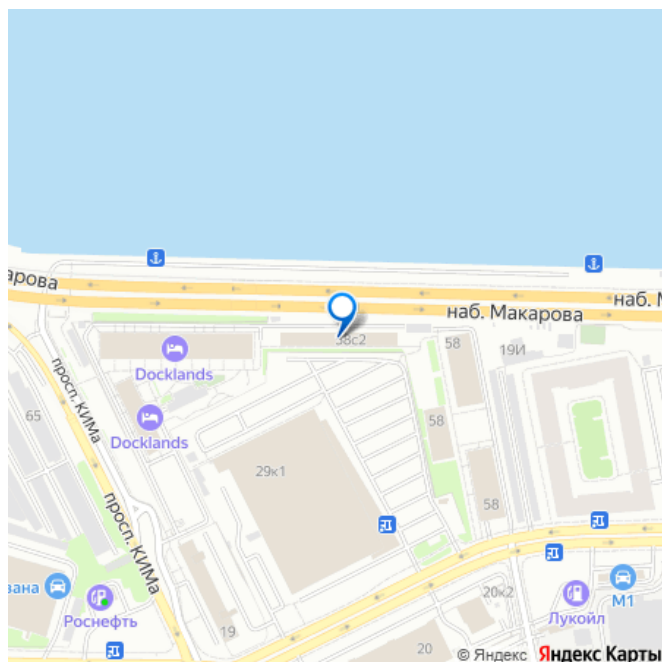 арова
наб. М
наб. Макарова
38с2
58
19И
Docklands
просп. КИМа
Docklands
65
58
29к1
просп. КИМа
58
вана
20к2
М1
Роснефть
Лукойл
19
20
© Яндекс Яндекс Карты